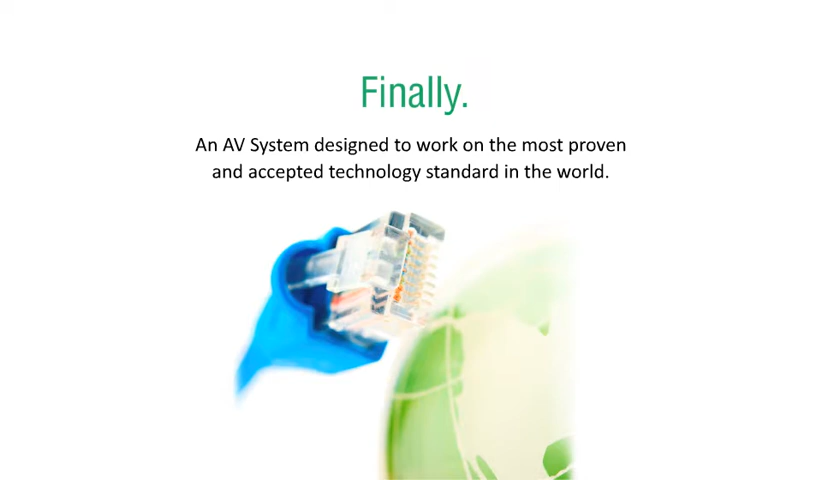 Finally.
An AV System designed to work on the most proven
and accepted technology standard in the world.